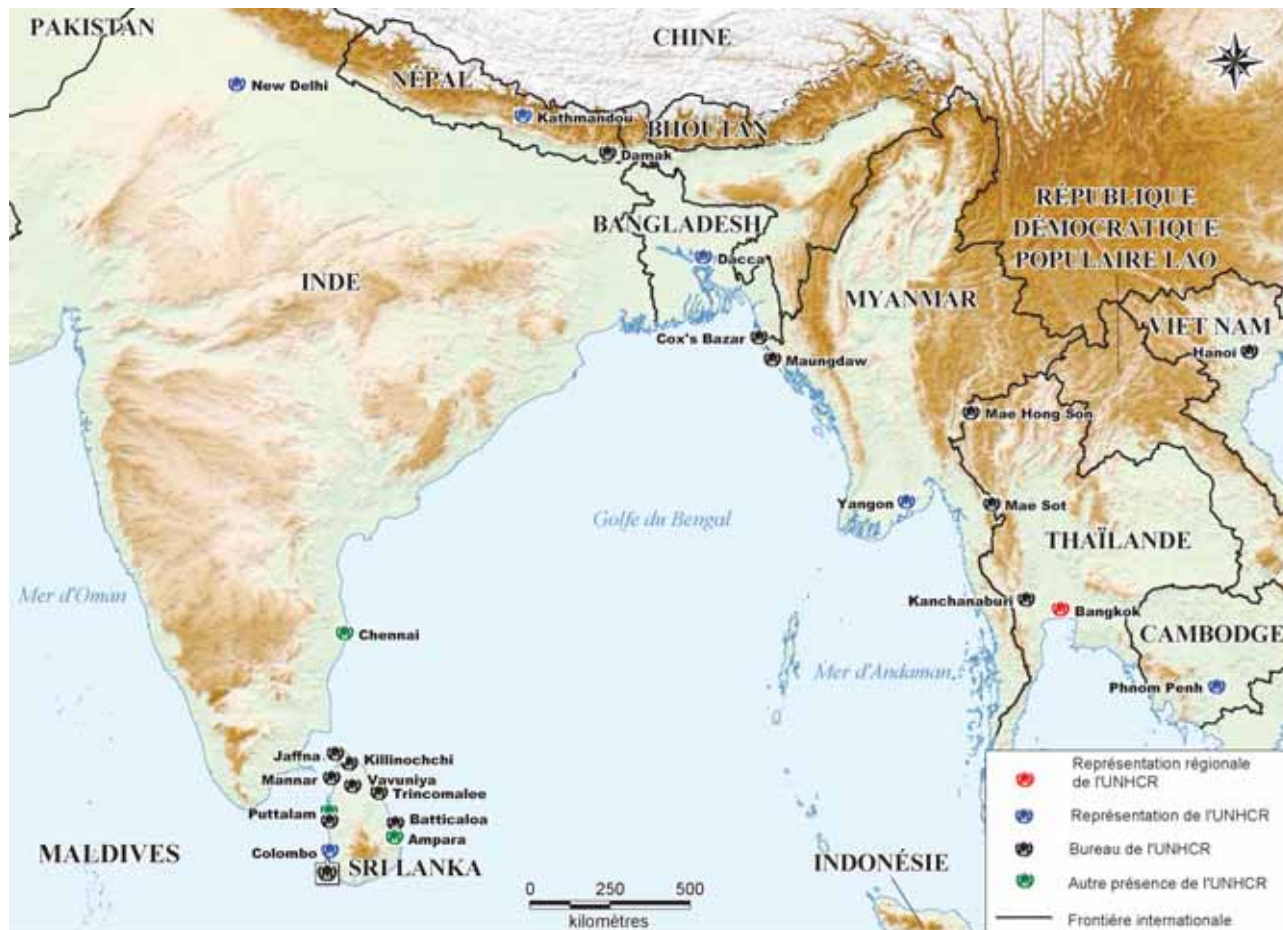 PAKISTAN
CHINE
NÉPAL
New Delhi
Kathmandou
BHOUTAN
Damak
RÉPUBLIQUE
DÉMOCRATIQUE
POPULAIRE LAO
BANGLADESH
Dacca
INDE
MYANMAR
VIET NAM
Hanoi
Cox's Bazar
Maungdaw
Mae Hong Son
Yangon
Mae Sot
Golfe du Bengal
THAÏLANDE
Mer d'Oman
Kanchanaburi
Bangkok
Chennai
CAMBODGE
Mer d'Andaman
Phnom Penh
Jaffna
Killinochchi
Mannar
Vavuniya
Trincomalee
Puttalam
Batticaloa
Ampara
Colombo
MALDIVES
SRI LANKA
INDONÉSIE
0 250 500
kilomètres
Représentation régionale
de l'UNHCR
Représentation de l'UNHCR
Bureau de l'UNHCR
Autre présence de l'UNHCR
Frontière internationale